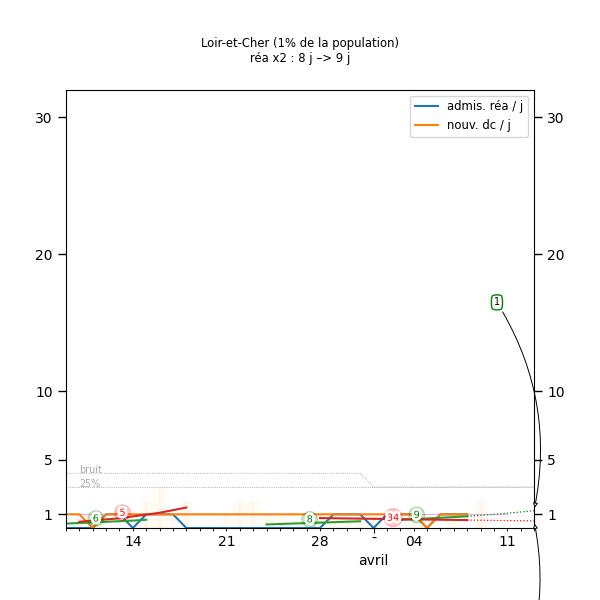 Loir-et-Cher (1% de la population)
réa x2 : 8 j –> 9 j
admis. réa / j
nouv. dc / j
30 30
20 20
1
10 10
5 5
bruit
25%
1 1
6 5 8 34 9
14 21 28 - 04 11
avril